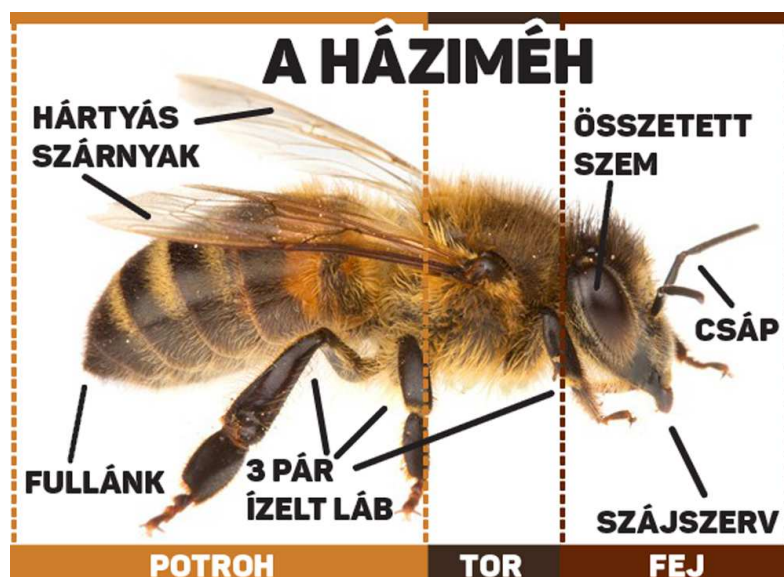 A HÁZIMÉH
HÁRTYÁS
SZÁRNYAK
ÖSSZETETT
SZEM
CSÁP
FULLÁNK
3 PÁR
ÍZELT LÁB
SZÁJSZERV
POTROH
TOR
FEJ